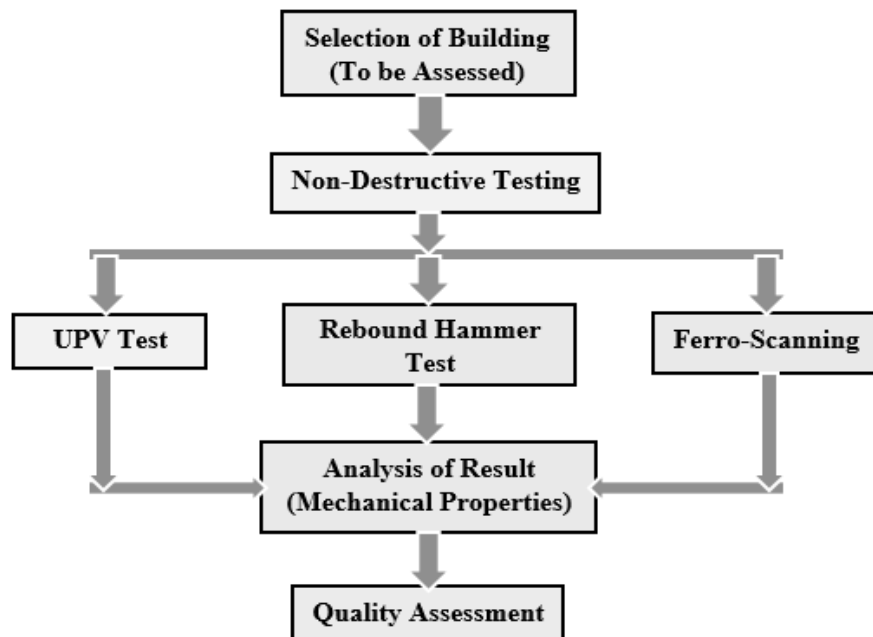 Selection of Building
(To be Assessed)
Non-Destructive Testing
UPV Test
Rebound Hammer
Test
Ferro-Scanning
Analysis of Result
(Mechanical Properties)
Quality Assessment